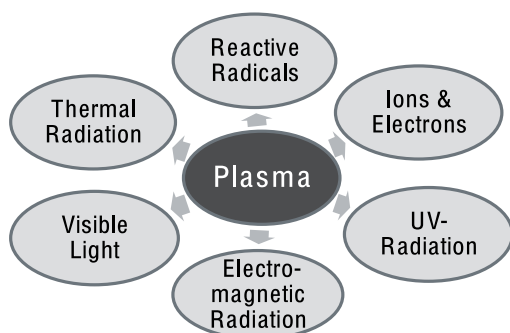 Reactive
Radicals
Thermal
Radiation
Ions &
Electrons
Plasma
Visible
Light
UV-
Radiation
Electro-
magnetic
Radiation